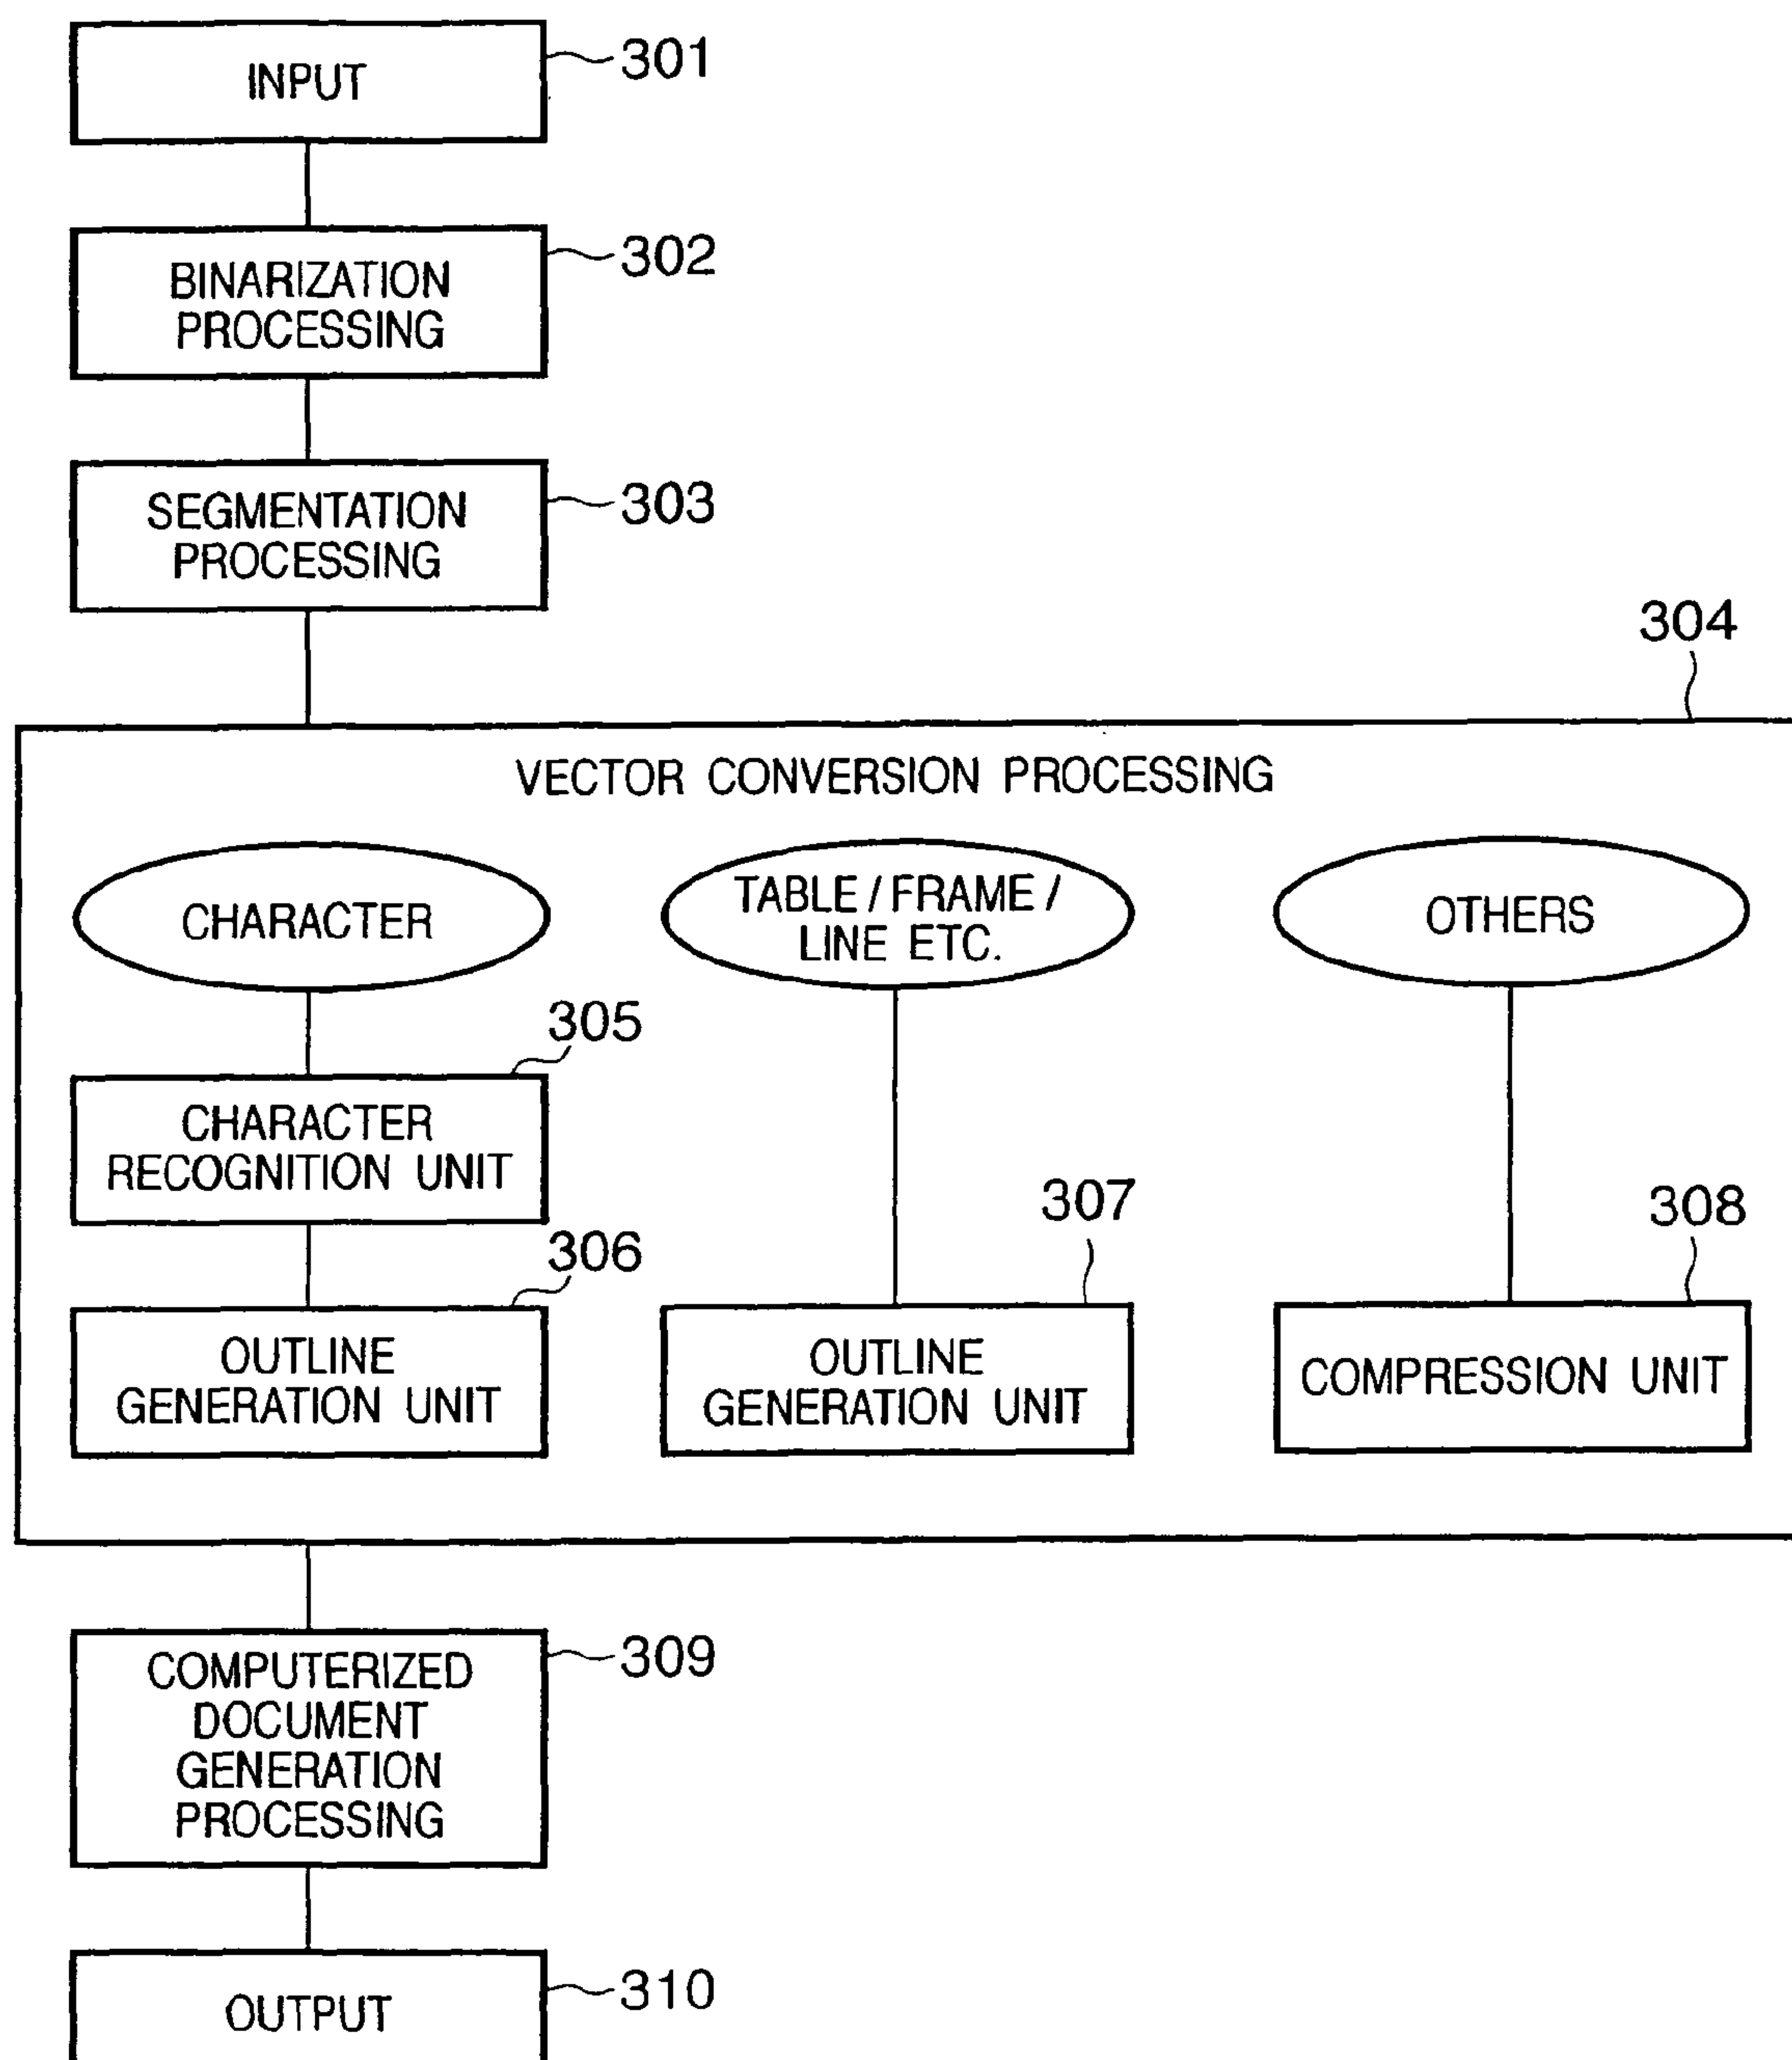 INPUT
301
BINARIZATION
PROCESSING
302
SEGMENTATION
PROCESSING
303
304
VECTOR CONVERSION PROCESSING
CHARACTER
TABLE / FRAME /
LINE ETC.
OTHERS
305
CHARACTER
RECOGNITION UNIT
306
OUTLINE
GENERATION UNIT
307
OUTLINE
GENERATION UNIT
308
COMPRESSION UNIT
COMPUTERIZED
DOCUMENT
GENERATION
PROCESSING
309
OUTPUT
310